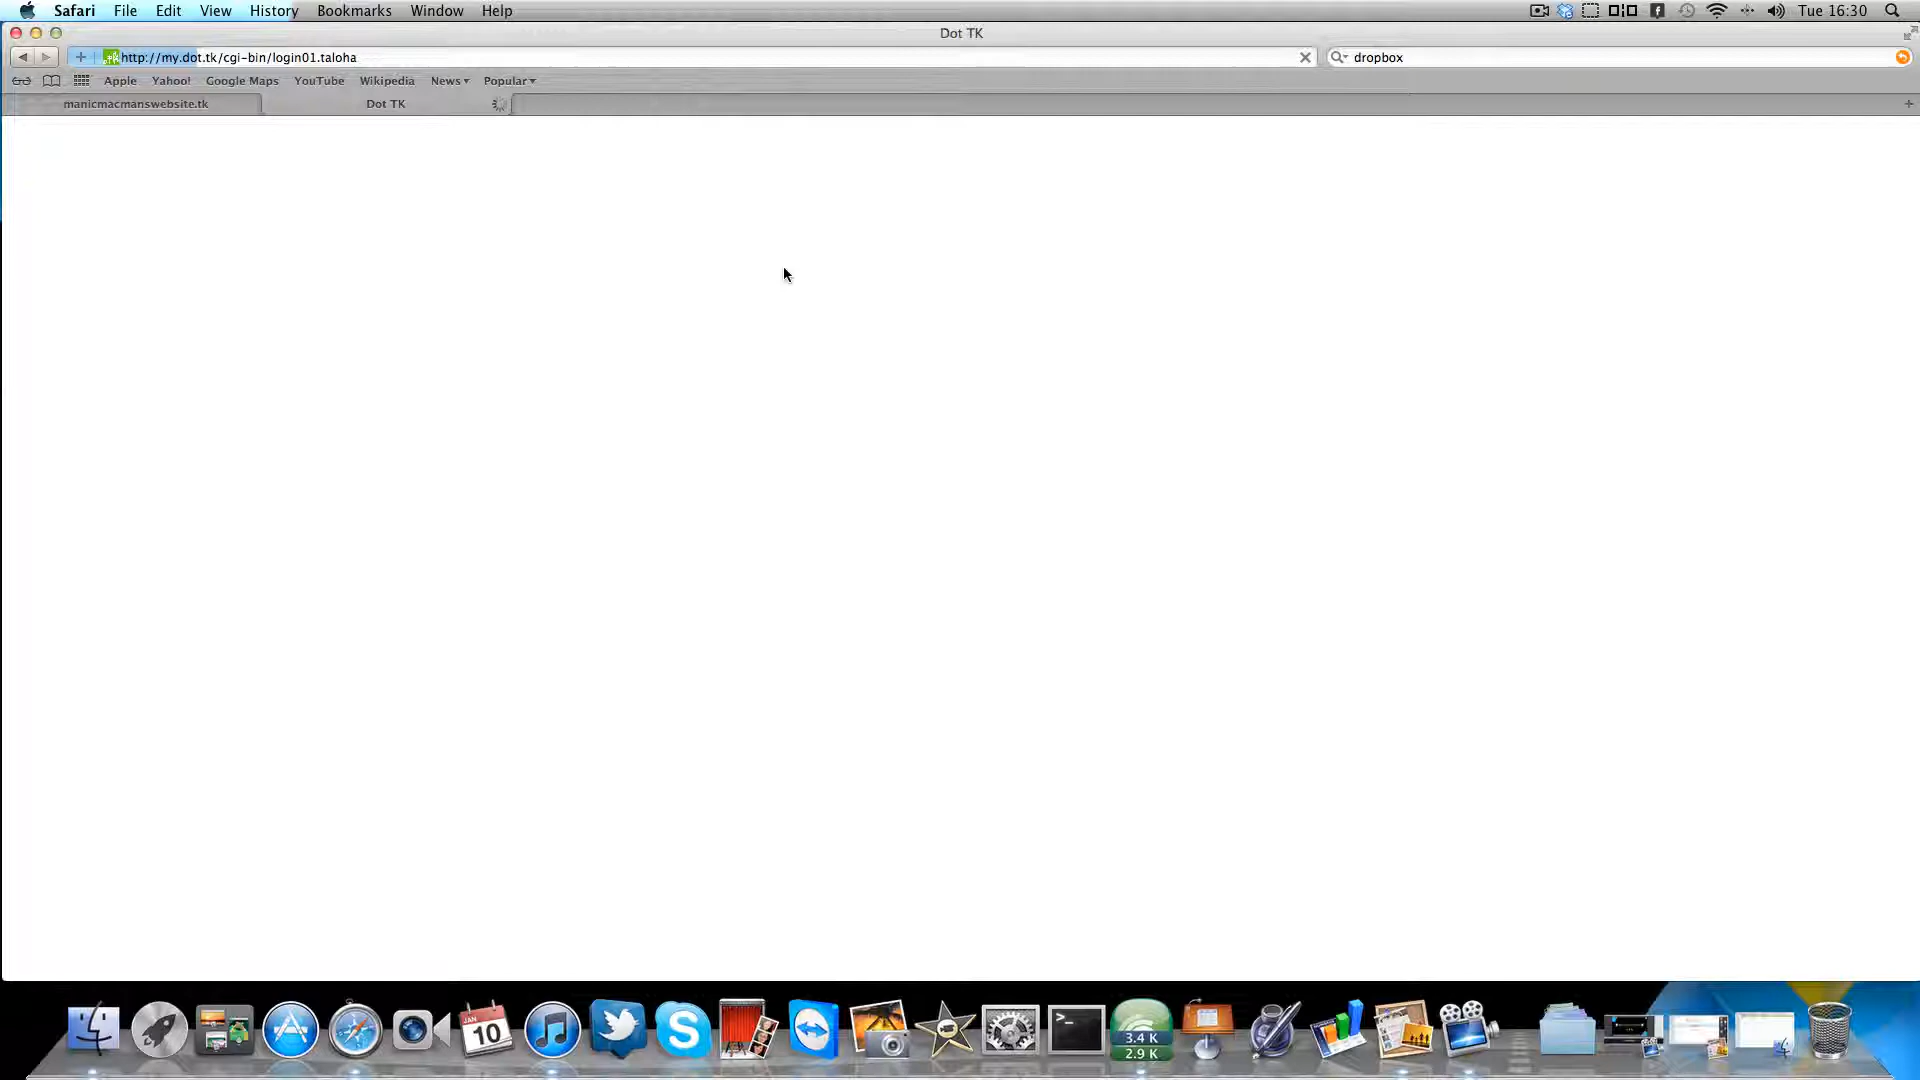 Safari File Edit View History Bookmarks Window Help Tue 16:30
Dot TK
http://my.dot.tk/cgi-bin/login01.taloha dropbox
Apple Yahoo! Google Maps YouTube Wikipedia News Popular
manicmacmanswebsite.tk Dot TK
JAN
10
3.4 K
2.9 K